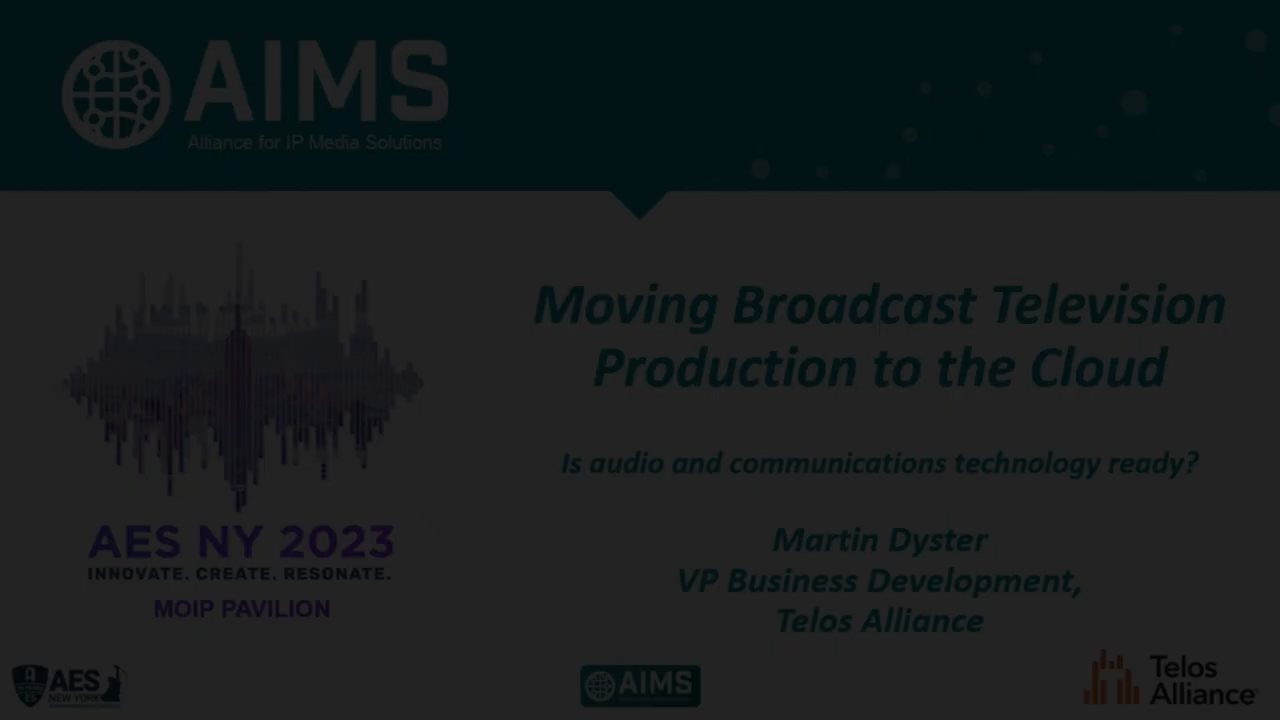 AIMS
Alliance for IP Media Solutions
Moving Broadcast Television
Production to the Cloud
Is audio and communications technology ready?
Martin Dyster
VP Business Development,
Telos Alliance
AES NY 2023
INNOVATE. CREATE. RESONATE.
MOIP PAVILION
AES
NEW YORK
AIMS
Telos
Alliance